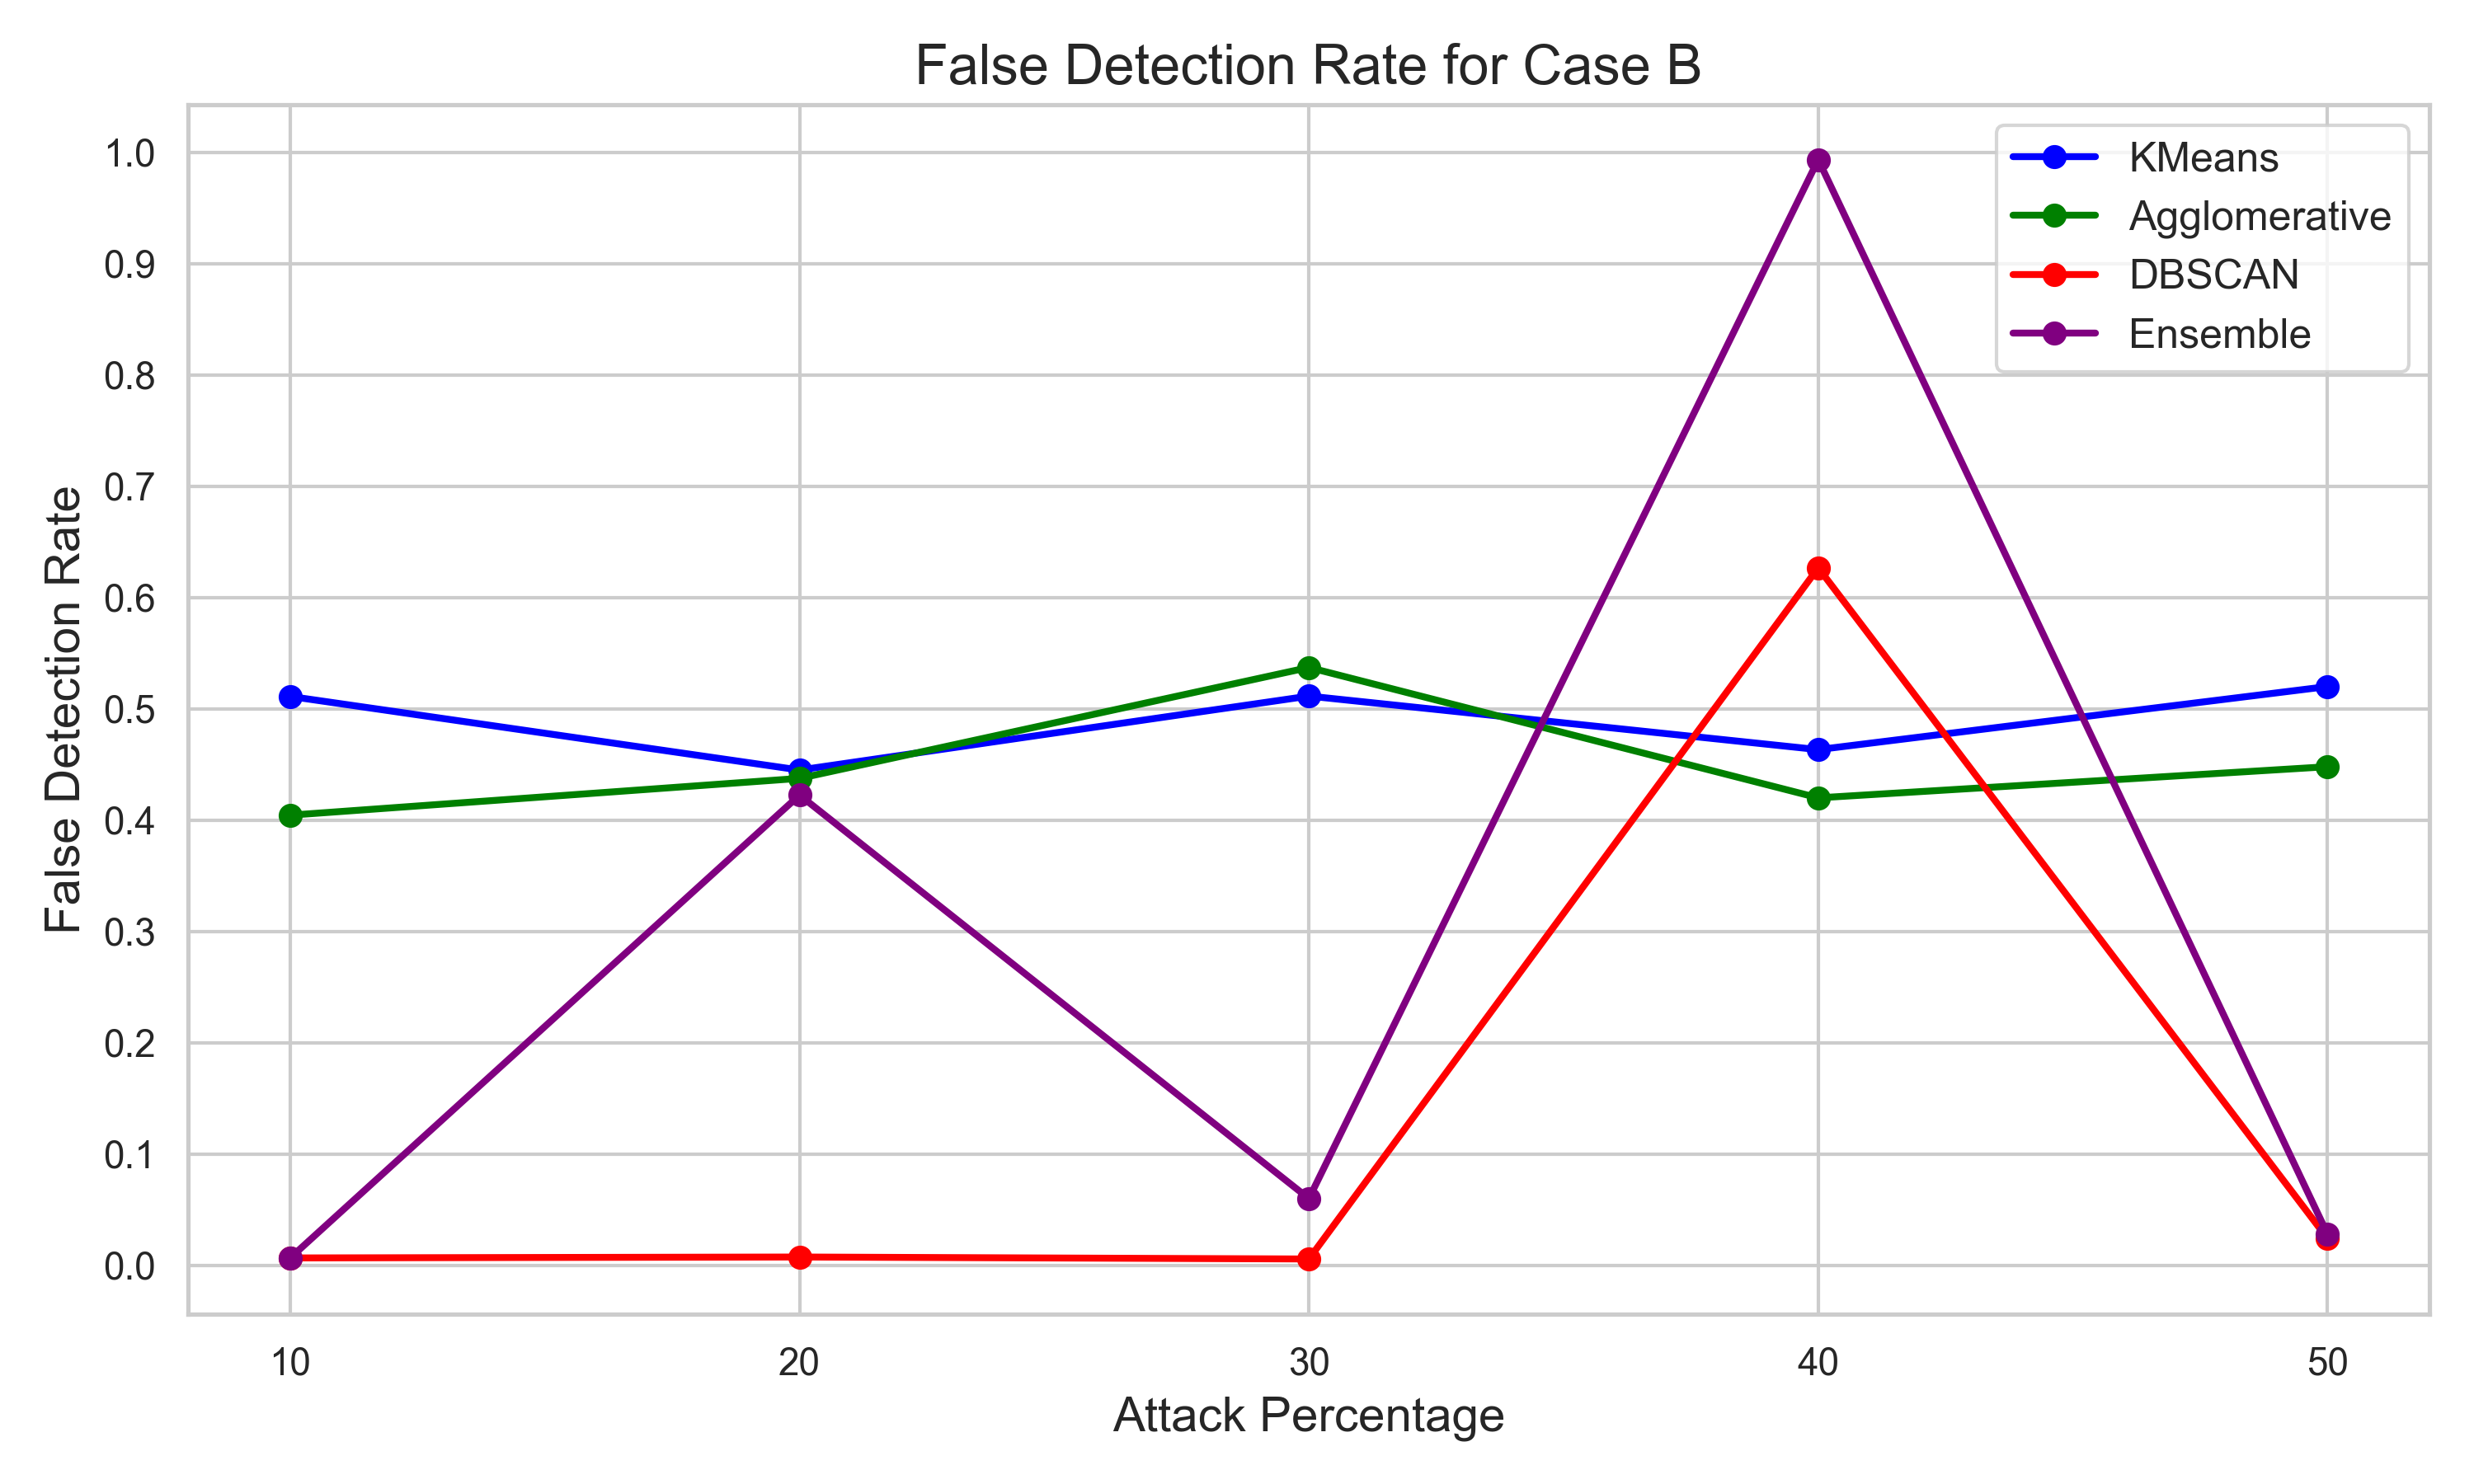 False Detection Rate for Case B
1.0
0.9
0.8
0.7
0.6
0.5
0.4
0.3
0.2
0.1
0.0
False Detection Rate
KMeans
Agglomerative
DBSCAN
Ensemble
10 20 30 40 50
Attack Percentage